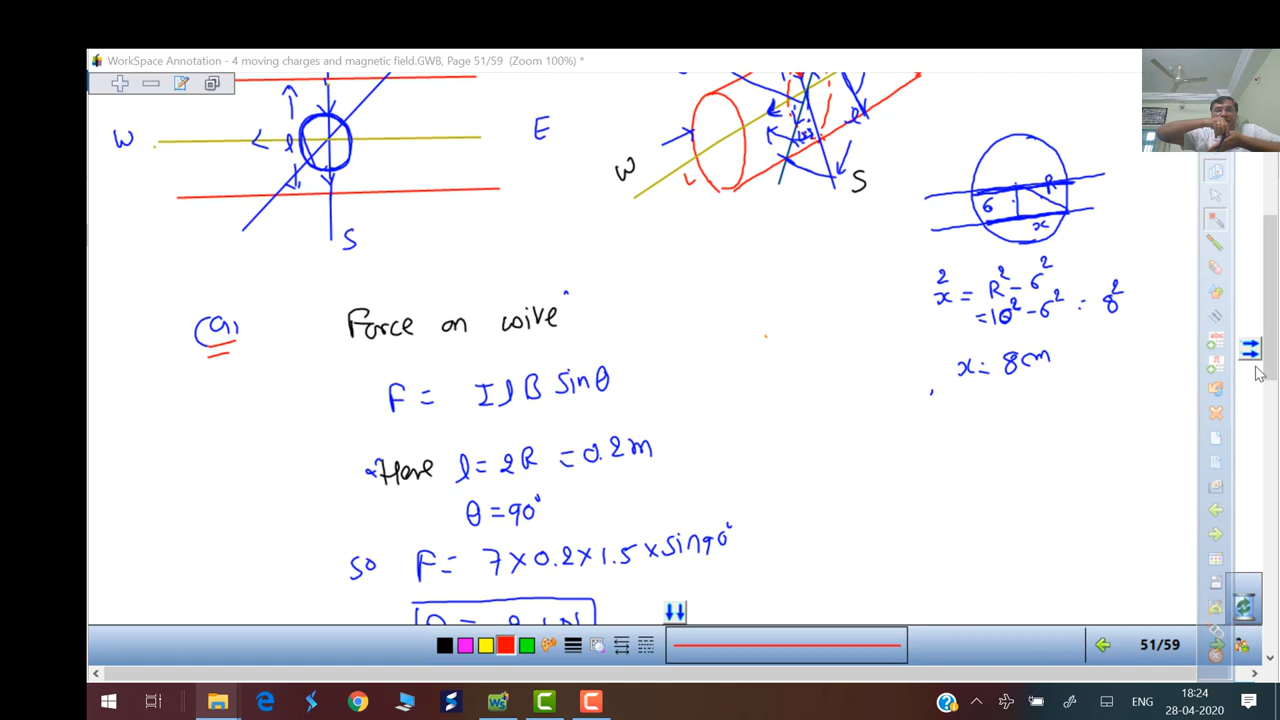 WorkSpace Annotation - 4 moving charges and magnetic field.GWB, Page 51/59 (Zoom 100%) *
W
E
l
S
W
L
l
S
6
R
x
(a)
Force on wire
F = I l B Sinθ
Here l = 2R = 0.2m
θ = 90°
So F = 7 × 0.2 × 1.5 × sin90°
x² = R² - 6²
= 10² - 6² = 8²
x = 8cm
51/59
ENG
18:24
28-04-2020